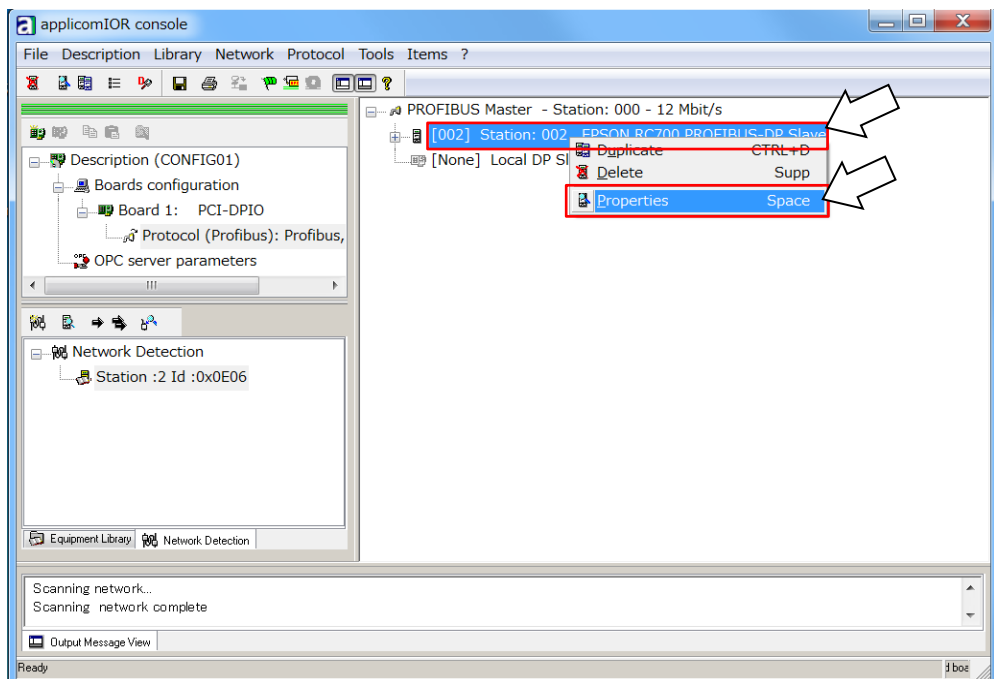 applicomIOR console
File Description Library Network Protocol Tools Items ?
PROFIBUS Master - Station: 000 - 12 Mbit/s
[002] Station: 002 EPSON RC700 PROFIBUS-DP Slave
[None] Local DP Sl
Duplicate CTRL+D
Delete Supp
Properties Space
Description (CONFIG01)
Boards configuration
Board 1: PCI-DPIO
Protocol (Profibus): Profibus,
OPC server parameters
Network Detection
Station :2 Id :0x0E06
Equipment Library Network Detection
Scanning network...
Scanning network complete
Output Message View
Ready